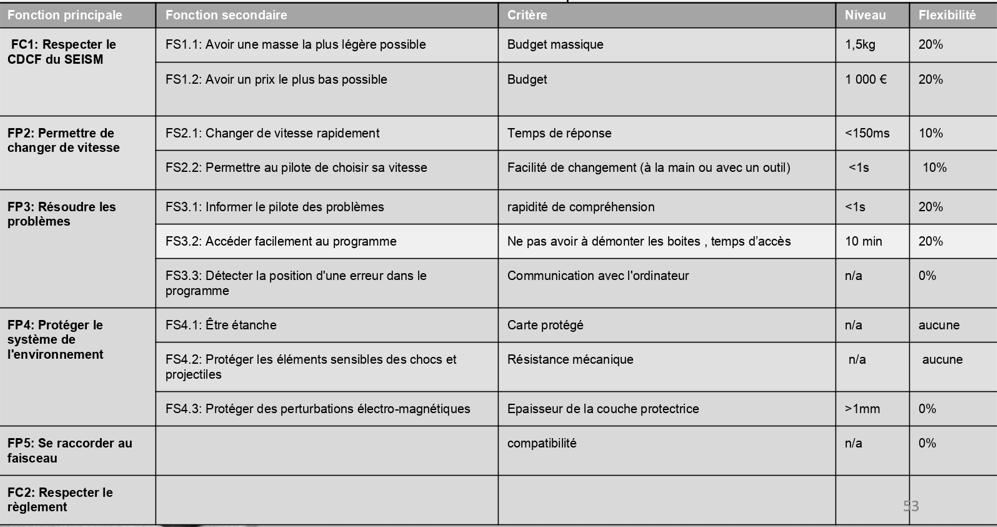 Fonction principale Fonction secondaire Critère Niveau Flexibilité
FC1: Respecter le CDCF du SEISM FS1.1: Avoir une masse la plus légère possible Budget massique 1,5kg 20%
FS1.2: Avoir un prix le plus bas possible Budget 1 000 € 20%
FP2: Permettre de changer de vitesse FS2.1: Changer de vitesse rapidement Temps de réponse <150ms 10%
FS2.2: Permettre au pilote de choisir sa vitesse Facilité de changement (à la main ou avec un outil) <1s 10%
FP3: Résoudre les problèmes FS3.1: Informer le pilote des problèmes rapidité de compréhension <1s 20%
FS3.2: Accéder facilement au programme Ne pas avoir à démonter les boites , temps d'accès 10 min 20%
FS3.3: Détecter la position d'une erreur dans le programme Communication avec l'ordinateur n/a 0%
FP4: Protéger le système de l'environnement FS4.1: Être étanche Carte protégé n/a aucune
FS4.2: Protéger les éléments sensibles des chocs et projectiles Résistance mécanique n/a aucune
FS4.3: Protéger des perturbations électro-magnétiques Epaisseur de la couche protectrice >1mm 0%
FP5: Se raccorder au faisceau compatibilité n/a 0%
FC2: Respecter le règlement
53